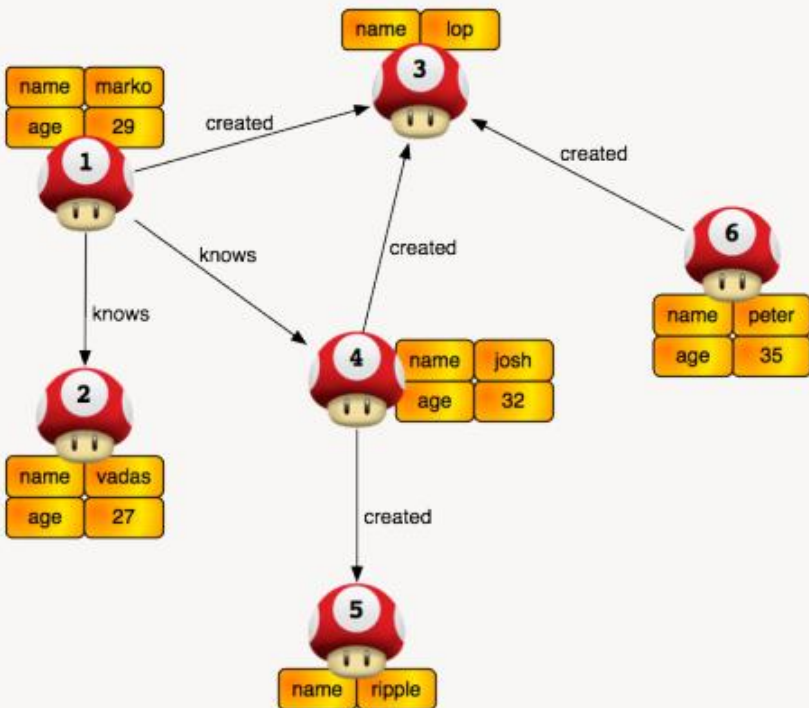 name lop
3
name marko
age 29
1
created
created
6
knows
created
name peter
age 35
knows
4
name josh
age 32
2
name vadas
age 27
created
5
name ripple